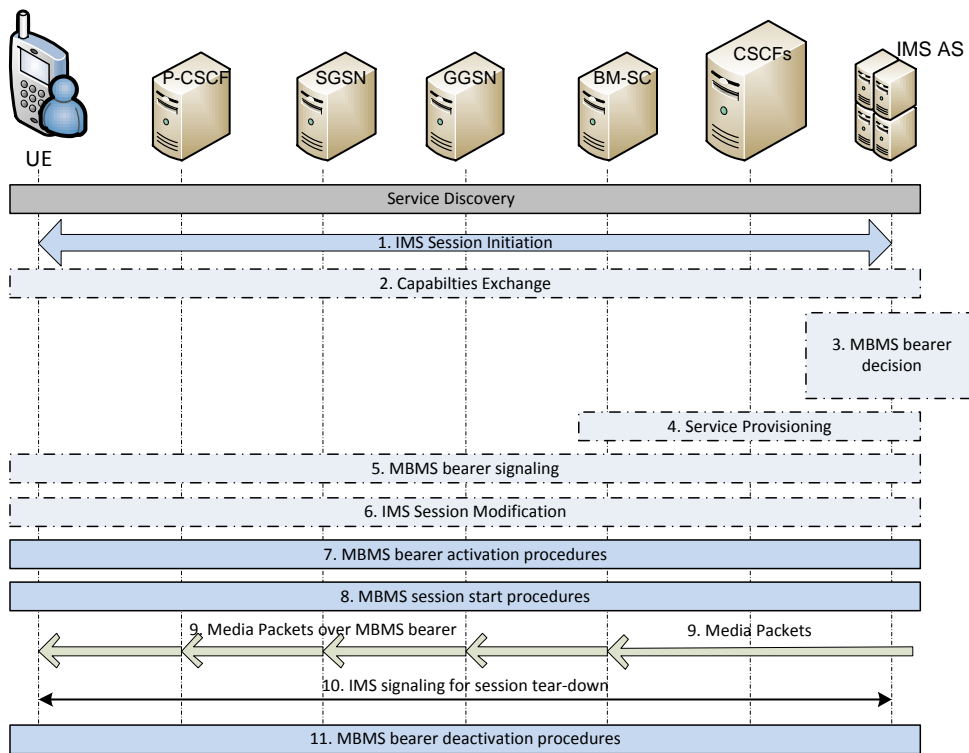 UE
P-CSCF
SGSN
GGSN
BM-SC
CSCFs
IMS AS
Service Discovery
1. IMS Session Initiation
2. Capabilties Exchange
3. MBMS bearer
decision
4. Service Provisioning
5. MBMS bearer signaling
6. IMS Session Modification
7. MBMS bearer activation procedures
8. MBMS session start procedures
9. Media Packets over MBMS bearer
9. Media Packets
10. IMS signaling for session tear-down
11. MBMS bearer deactivation procedures